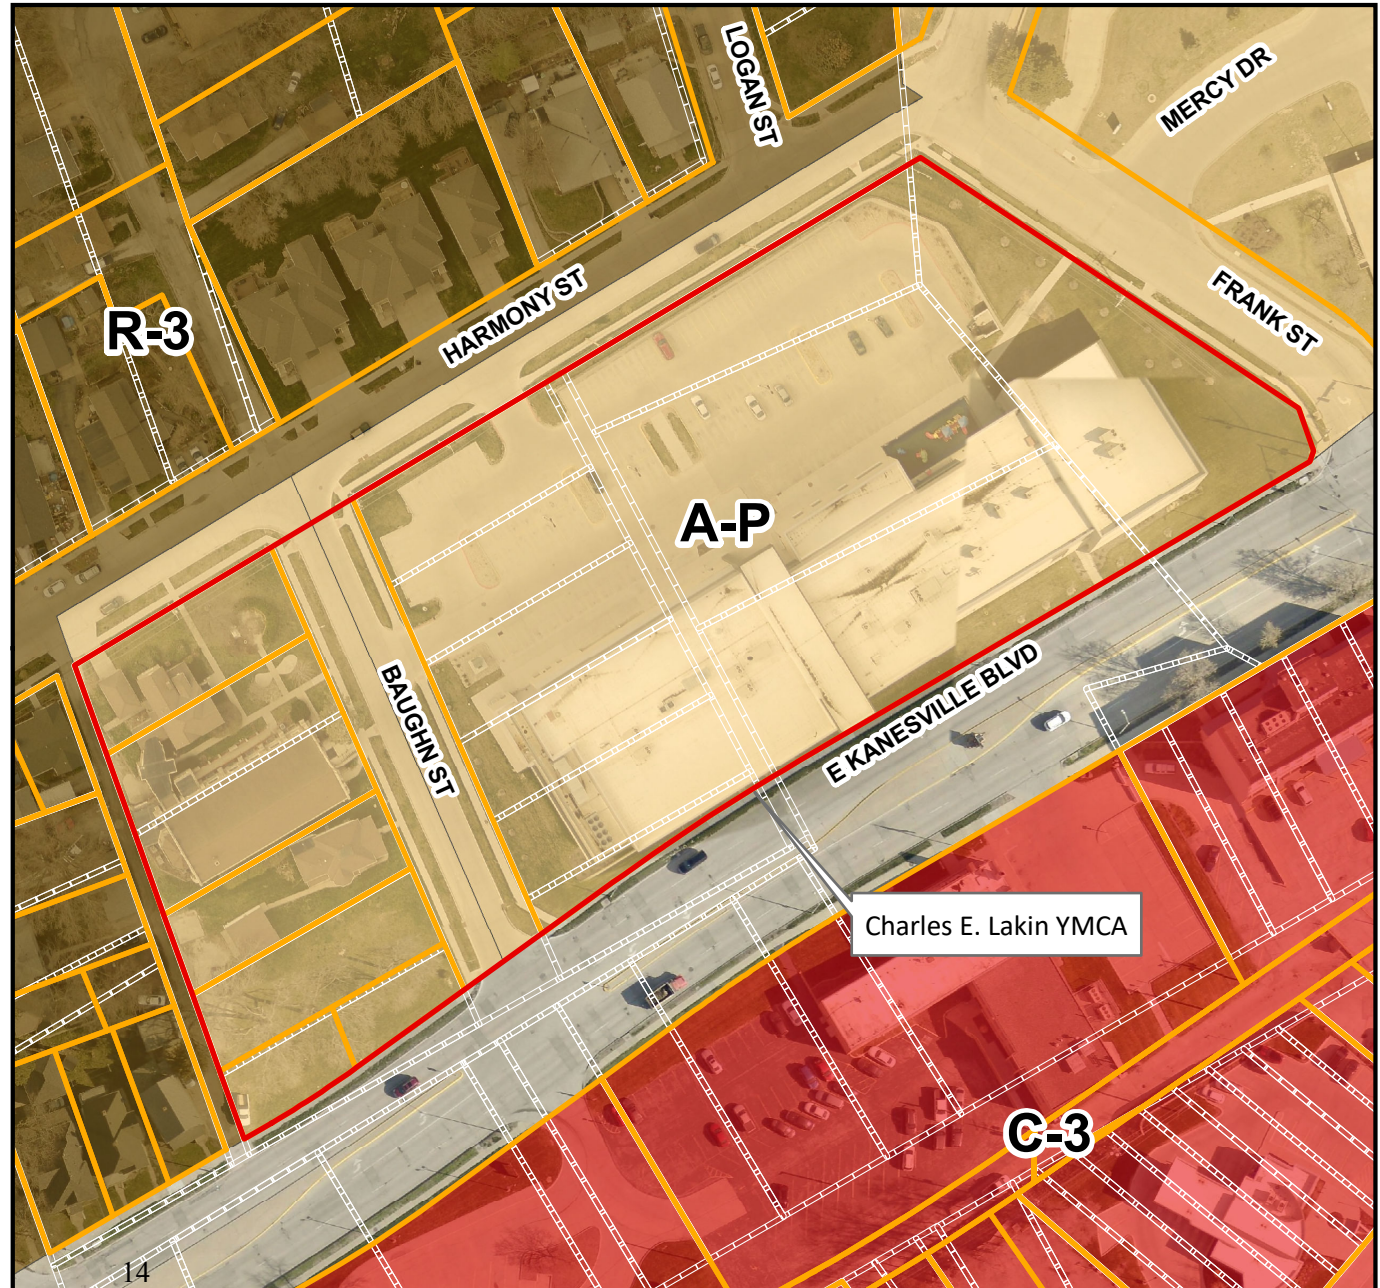 LOGAN ST
MERCY DR
FRANK ST
HARMONY ST
R-3
A-P
BAUGHN ST
E KANESVILLE BLVD
Charles E. Lakin YMCA
C-3
14